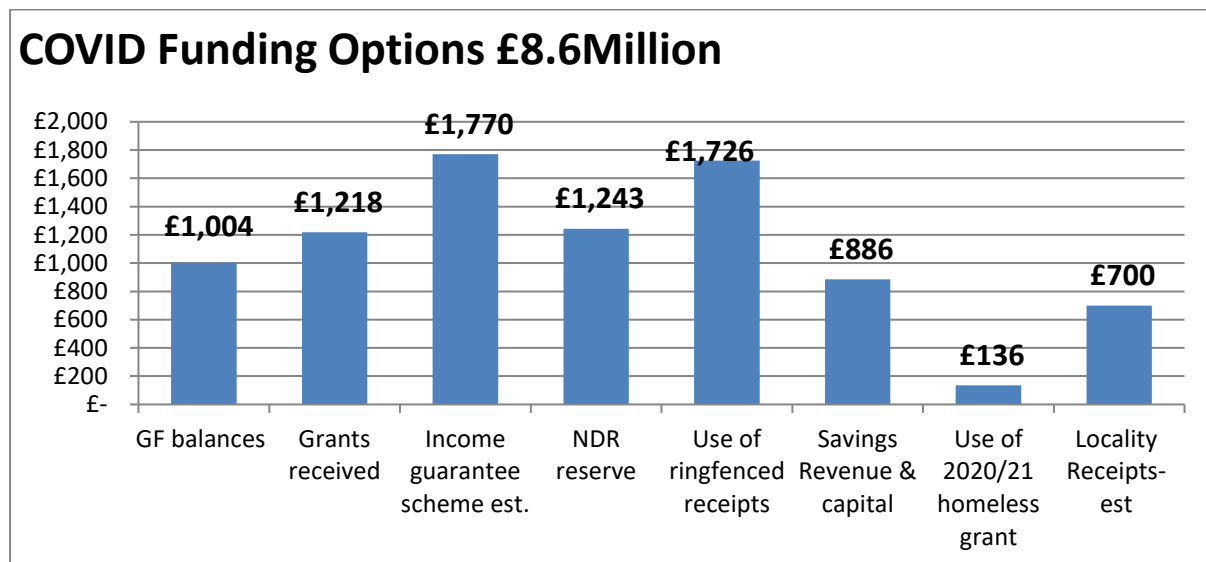 COVID Funding Options £8.6Million
£2,000
£1,800
£1,600
£1,400
£1,200
£1,000
£800
£600
£400
£200
£-
£1,004
£1,218
£1,770
£1,243
£1,726
£886
£136
£700
GF balances
Grants
received
Income
guarantee
scheme est.
NDR
reserve
Use of
ringfenced
receipts
Savings
Revenue &
capital
Use of
2020/21
homeless
grant
Locality
Receipts-
est